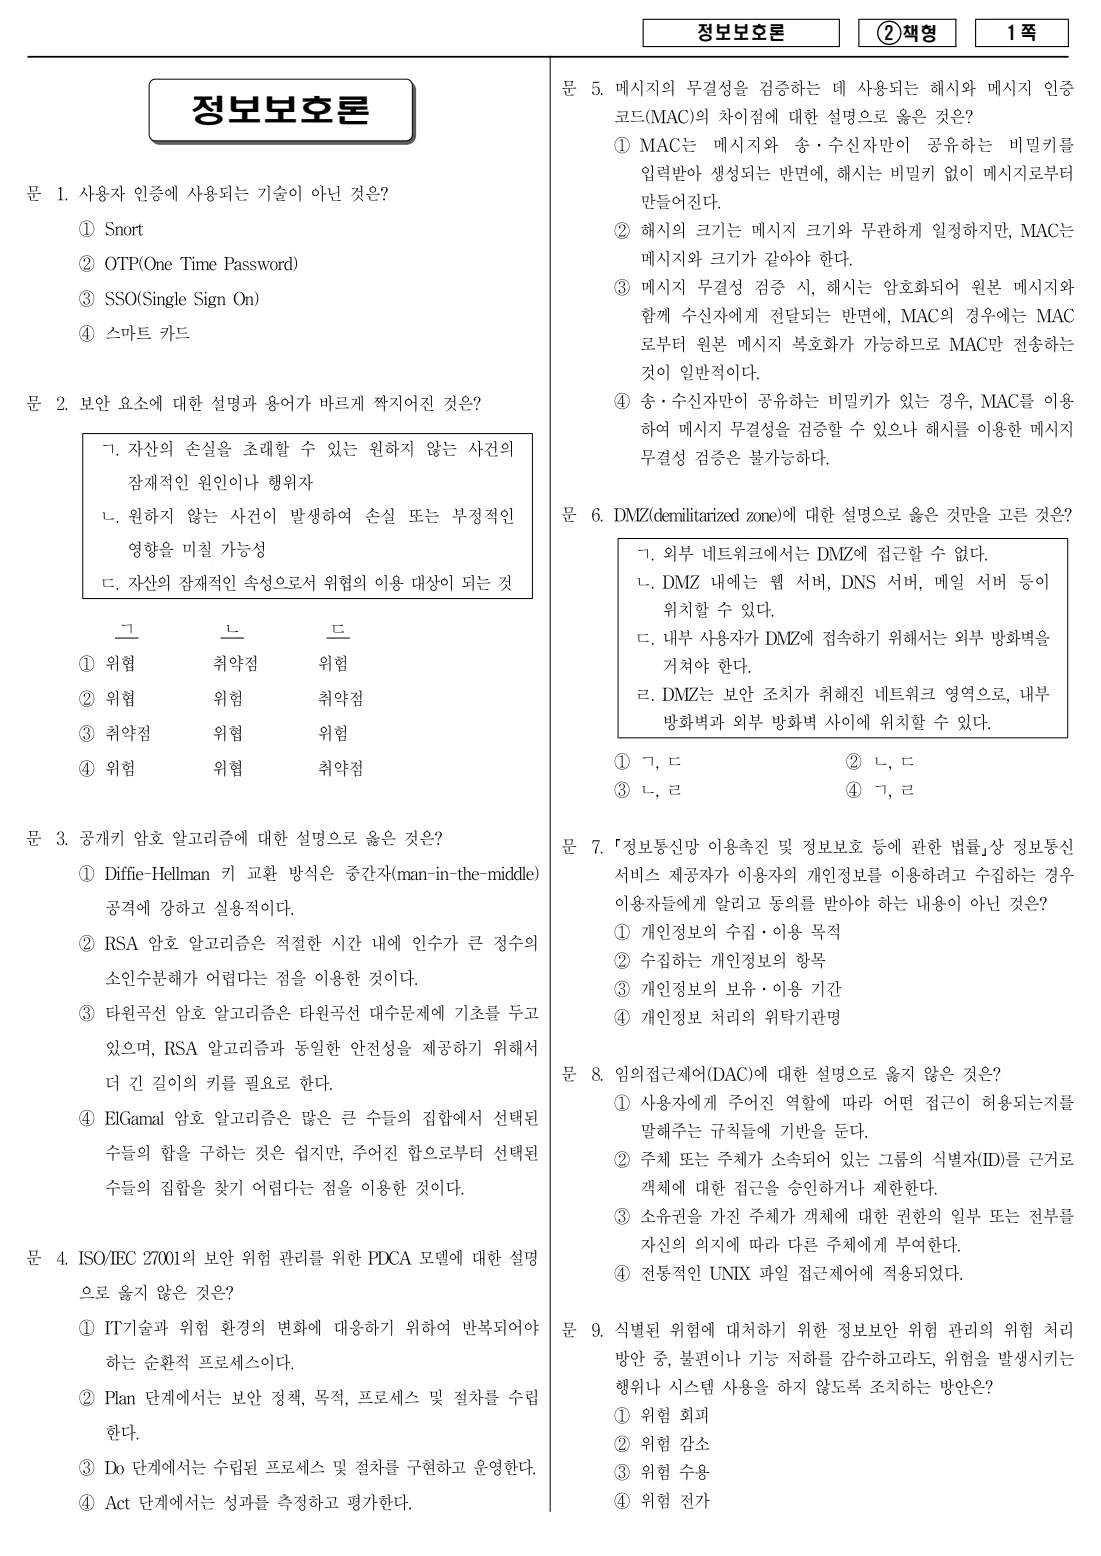 정보보호론
②책형
1쪽
정보보호론
문 1. 사용자 인증에 사용되는 기술이 아닌 것은?
① Snort
② OTP(One Time Password)
③ SSO(Single Sign On)
④ 스마트 카드
문 2. 보안 요소에 대한 설명과 용어가 바르게 짝지어진 것은?
ㄱ. 자산의 손실을 초래할 수 있는 원하지 않는 사건의
잠재적인 원인이나 행위자
ㄴ. 원하지 않는 사건이 발생하여 손실 또는 부정적인
영향을 미칠 가능성
ㄷ. 자산의 잠재적인 속성으로서 위협의 이용 대상이 되는 것
ㄱ ㄴ ㄷ
① 위협 취약점 위험
② 위협 위험 취약점
③ 취약점 위협 위험
④ 위험 위협 취약점
문 3. 공개키 암호 알고리즘에 대한 설명으로 옳은 것은?
① Diffie-Hellman 키 교환 방식은 중간자(man-in-the-middle)
공격에 강하고 실용적이다.
② RSA 암호 알고리즘은 적절한 시간 내에 인수가 큰 정수의
소인수분해가 어렵다는 점을 이용한 것이다.
③ 타원곡선 암호 알고리즘은 타원곡선 대수문제에 기초를 두고
있으며, RSA 알고리즘과 동일한 안전성을 제공하기 위해서
더 긴 길이의 키를 필요로 한다.
④ ElGamal 암호 알고리즘은 많은 큰 수들의 집합에서 선택된
수들의 합을 구하는 것은 쉽지만, 주어진 합으로부터 선택된
수들의 집합을 찾기 어렵다는 점을 이용한 것이다.
문 4. ISO/IEC 27001의 보안 위험 관리를 위한 PDCA 모델에 대한 설명
으로 옳지 않은 것은?
① IT기술과 위험 환경의 변화에 대응하기 위하여 반복되어야
하는 순환적 프로세스이다.
② Plan 단계에서는 보안 정책, 목적, 프로세스 및 절차를 수립
한다.
③ Do 단계에서는 수립된 프로세스 및 절차를 구현하고 운영한다.
④ Act 단계에서는 성과를 측정하고 평가한다.
문 5. 메시지의 무결성을 검증하는 데 사용되는 해시와 메시지 인증
코드(MAC)의 차이점에 대한 설명으로 옳은 것은?
① MAC는 메시지와 송·수신자만이 공유하는 비밀키를
입력받아 생성되는 반면에, 해시는 비밀키 없이 메시지로부터
만들어진다.
② 해시의 크기는 메시지 크기와 무관하게 일정하지만, MAC는
메시지와 크기가 같아야 한다.
③ 메시지 무결성 검증 시, 해시는 암호화되어 원본 메시지와
함께 수신자에게 전달되는 반면에, MAC의 경우에는 MAC
로부터 원본 메시지 복호화가 가능하므로 MAC만 전송하는
것이 일반적이다.
④ 송·수신자만이 공유하는 비밀키가 있는 경우, MAC를 이용
하여 메시지 무결성을 검증할 수 있으나 해시를 이용한 메시지
무결성 검증은 불가능하다.
문 6. DMZ(demilitarized zone)에 대한 설명으로 옳은 것만을 고른 것은?
ㄱ. 외부 네트워크에서는 DMZ에 접근할 수 없다.
ㄴ. DMZ 내에는 웹 서버, DNS 서버, 메일 서버 등이
위치할 수 있다.
ㄷ. 내부 사용자가 DMZ에 접속하기 위해서는 외부 방화벽을
거쳐야 한다.
ㄹ. DMZ는 보안 조치가 취해진 네트워크 영역으로, 내부
방화벽과 외부 방화벽 사이에 위치할 수 있다.
① ㄱ, ㄷ ② ㄴ, ㄷ
③ ㄴ, ㄹ ④ ㄱ, ㄹ
문 7. ｢정보통신망 이용촉진 및 정보보호 등에 관한 법률｣상 정보통신
서비스 제공자가 이용자의 개인정보를 이용하려고 수집하는 경우
이용자들에게 알리고 동의를 받아야 하는 내용이 아닌 것은?
① 개인정보의 수집·이용 목적
② 수집하는 개인정보의 항목
③ 개인정보의 보유·이용 기간
④ 개인정보 처리의 위탁기관명
문 8. 임의접근제어(DAC)에 대한 설명으로 옳지 않은 것은?
① 사용자에게 주어진 역할에 따라 어떤 접근이 허용되는지를
말해주는 규칙들에 기반을 둔다.
② 주체 또는 주체가 소속되어 있는 그룹의 식별자(ID)를 근거로
객체에 대한 접근을 승인하거나 제한한다.
③ 소유권을 가진 주체가 객체에 대한 권한의 일부 또는 전부를
자신의 의지에 따라 다른 주체에게 부여한다.
④ 전통적인 UNIX 파일 접근제어에 적용되었다.
문 9. 식별된 위험에 대처하기 위한 정보보안 위험 관리의 위험 처리
방안 중, 불편이나 기능 저하를 감수하고라도, 위험을 발생시키는
행위나 시스템 사용을 하지 않도록 조치하는 방안은?
① 위험 회피
② 위험 감소
③ 위험 수용
④ 위험 전가